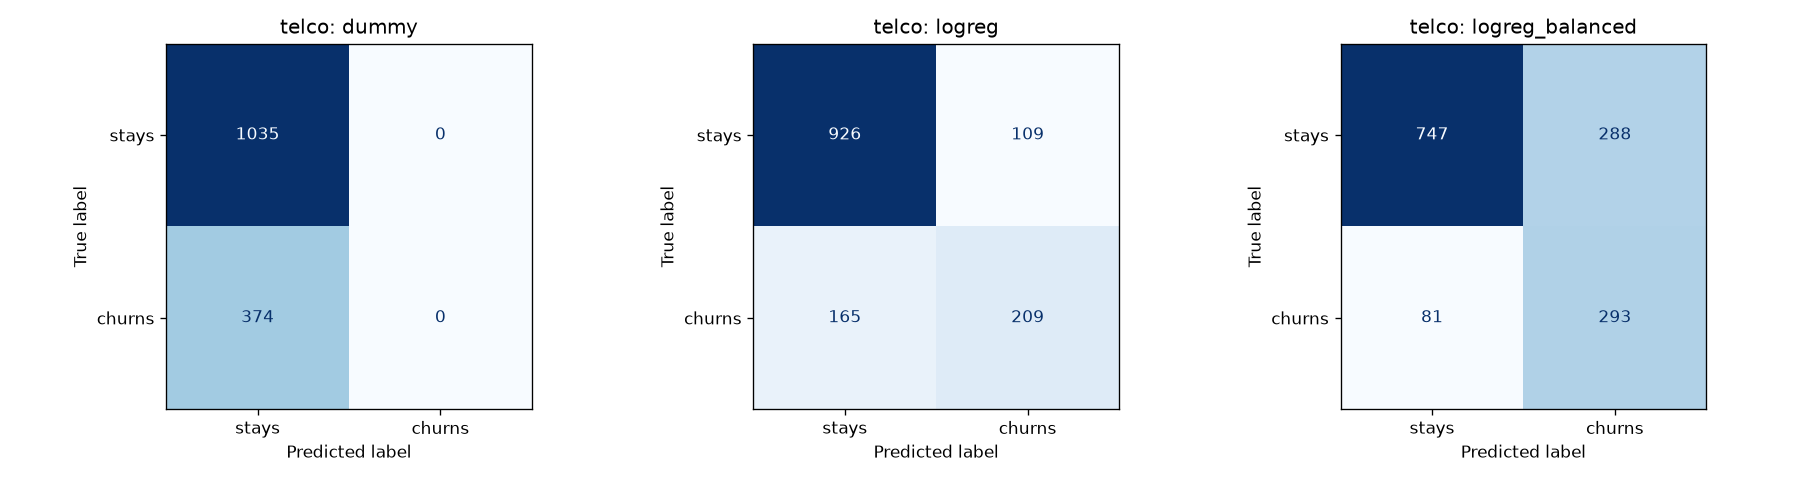 telco: dummy
telco: logreg
telco: logreg_balanced
True label
stays
1035
0
churns
374
0
stays
churns
Predicted label
True label
stays
926
109
churns
165
209
stays
churns
Predicted label
True label
stays
747
288
churns
81
293
stays
churns
Predicted label